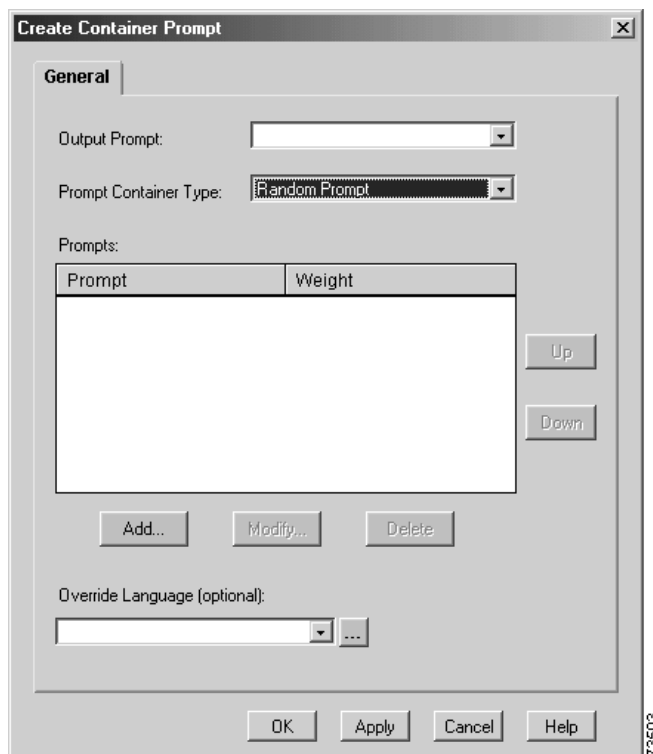 Create Container Prompt
General
Output Prompt:
Prompt Container Type: Random Prompt
Prompts:
Prompt Weight
Up
Down
Add... Modify... Delete
Override Language (optional):
...
OK Apply Cancel Help
73503